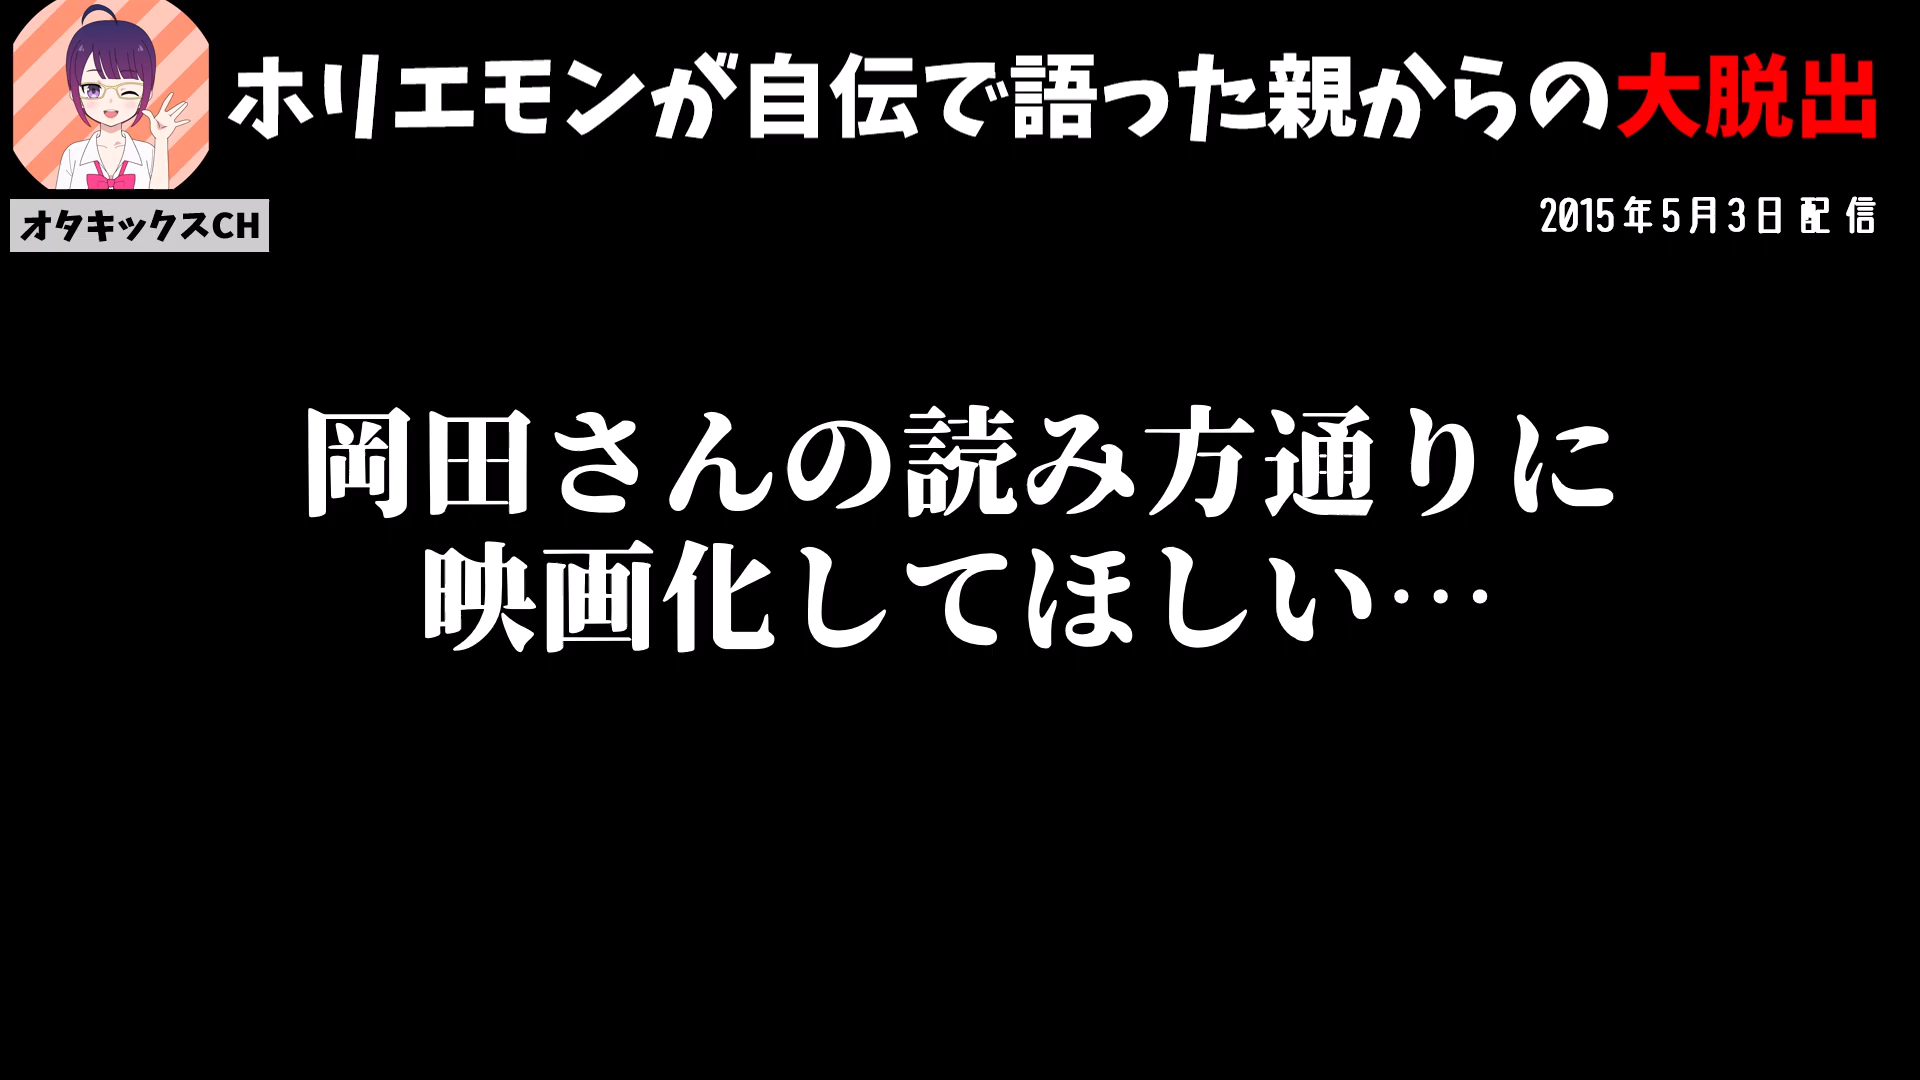 ホリエモンが自伝で語った親からの大脱出
オタキックスCH
2015年5月3日配信
岡田さんの読み方通りに
映画化してほしい…